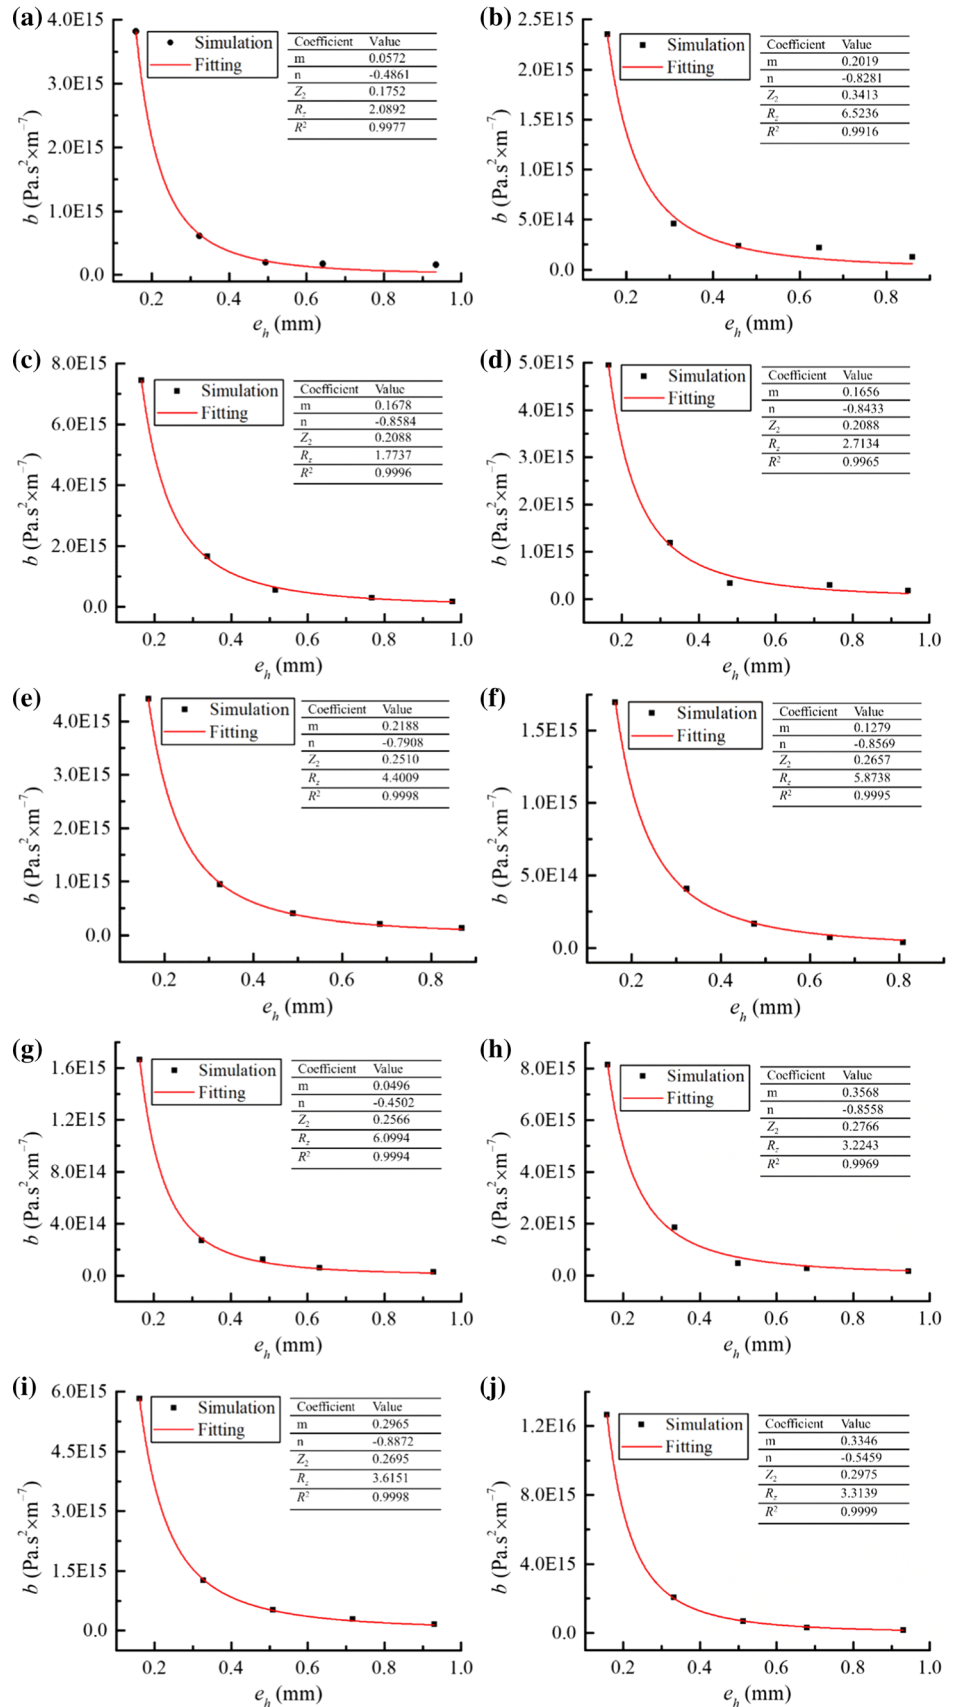 (a)
4.0E15
3.0E15
2.0E15
1.0E15
0.0
b (Pa.s²×m⁻⁷)
Simulation
Fitting
Coefficient Value
m 0.0572
n -0.4861
Z₂ 0.1752
R_z 2.0892
R² 0.9977
0.2 0.4 0.6 0.8 1.0
e_h (mm)
(b)
2.5E15
2.0E15
1.5E15
1.0E15
5.0E14
0.0
b (Pa.s²×m⁻⁷)
Simulation
Fitting
Coefficient Value
m 0.2019
n -0.8281
Z₂ 0.3413
R_z 6.5236
R² 0.9916
0.2 0.4 0.6 0.8
e_h (mm)
(c)
8.0E15
6.0E15
4.0E15
2.0E15
0.0
b (Pa.s²×m⁻⁷)
Simulation
Fitting
Coefficient Value
m 0.1678
n -0.8584
Z₂ 0.2088
R_z 1.7737
R² 0.9996
0.2 0.4 0.6 0.8 1.0
e_h (mm)
(d)
5.0E15
4.0E15
3.0E15
2.0E15
1.0E15
0.0
b (Pa.s²×m⁻⁷)
Simulation
Fitting
Coefficient Value
m 0.1656
n -0.8433
Z₂ 0.2088
R_z 2.7134
R² 0.9965
0.2 0.4 0.6 0.8 1.0
e_h (mm)
(e)
4.0E15
3.0E15
2.0E15
1.0E15
0.0
b (Pa.s²×m⁻⁷)
Simulation
Fitting
Coefficient Value
m 0.2188
n -0.7908
Z₂ 0.2510
R_z 4.4009
R² 0.9998
0.2 0.4 0.6 0.8
e_h (mm)
(f)
1.5E15
1.0E15
5.0E14
0.0
b (Pa.s²×m⁻⁷)
Simulation
Fitting
Coefficient Value
m 0.1279
n -0.8569
Z₂ 0.2657
R_z 5.8738
R² 0.9995
0.2 0.4 0.6 0.8
e_h (mm)
(g)
1.6E15
1.2E15
8.0E14
4.0E14
0.0
b (Pa.s²×m⁻⁷)
Simulation
Fitting
Coefficient Value
m 0.0496
n -0.4502
Z₂ 0.2566
R_z 6.0994
R² 0.9994
0.2 0.4 0.6 0.8 1.0
e_h (mm)
(h)
8.0E15
6.0E15
4.0E15
2.0E15
0.0
b (Pa.s²×m⁻⁷)
Simulation
Fitting
Coefficient Value
m 0.3568
n -0.8558
Z₂ 0.2766
R_z 3.2243
R² 0.9969
0.2 0.4 0.6 0.8 1.0
e_h (mm)
(i)
6.0E15
4.5E15
3.0E15
1.5E15
0.0
b (Pa.s²×m⁻⁷)
Simulation
Fitting
Coefficient Value
m 0.2965
n -0.8872
Z₂ 0.2695
R_z 3.6151
R² 0.9998
0.2 0.4 0.6 0.8 1.0
e_h (mm)
(j)
1.2E16
8.0E15
4.0E15
0.0
b (Pa.s²×m⁻⁷)
Simulation
Fitting
Coefficient Value
m 0.3346
n -0.5459
Z₂ 0.2975
R_z 3.3139
R² 0.9999
0.2 0.4 0.6 0.8 1.0
e_h (mm)